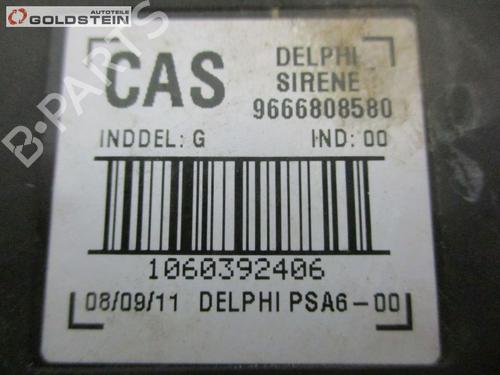 Autoteile
GOLDSTEIN
B-PARTS
CAS
DELPHI
SIRENE
9666808580
INDDEL: G
IND: 00
1060392406
08/09/11 DELPHI PSA6-00